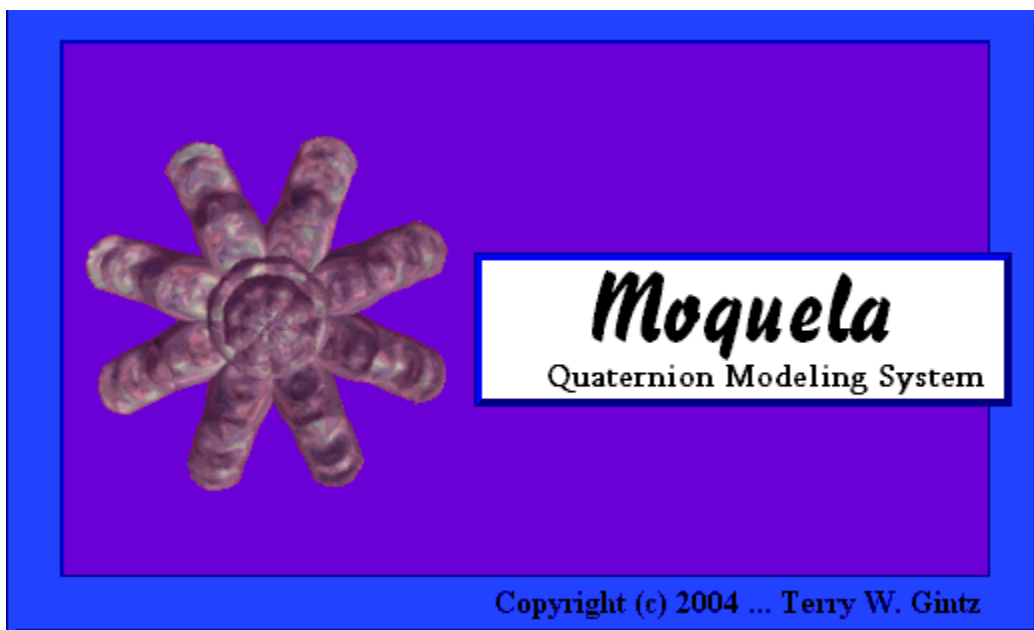 Moquela
Quaternion Modeling System
Copyright (c) 2004 ... Terry W. Gintz